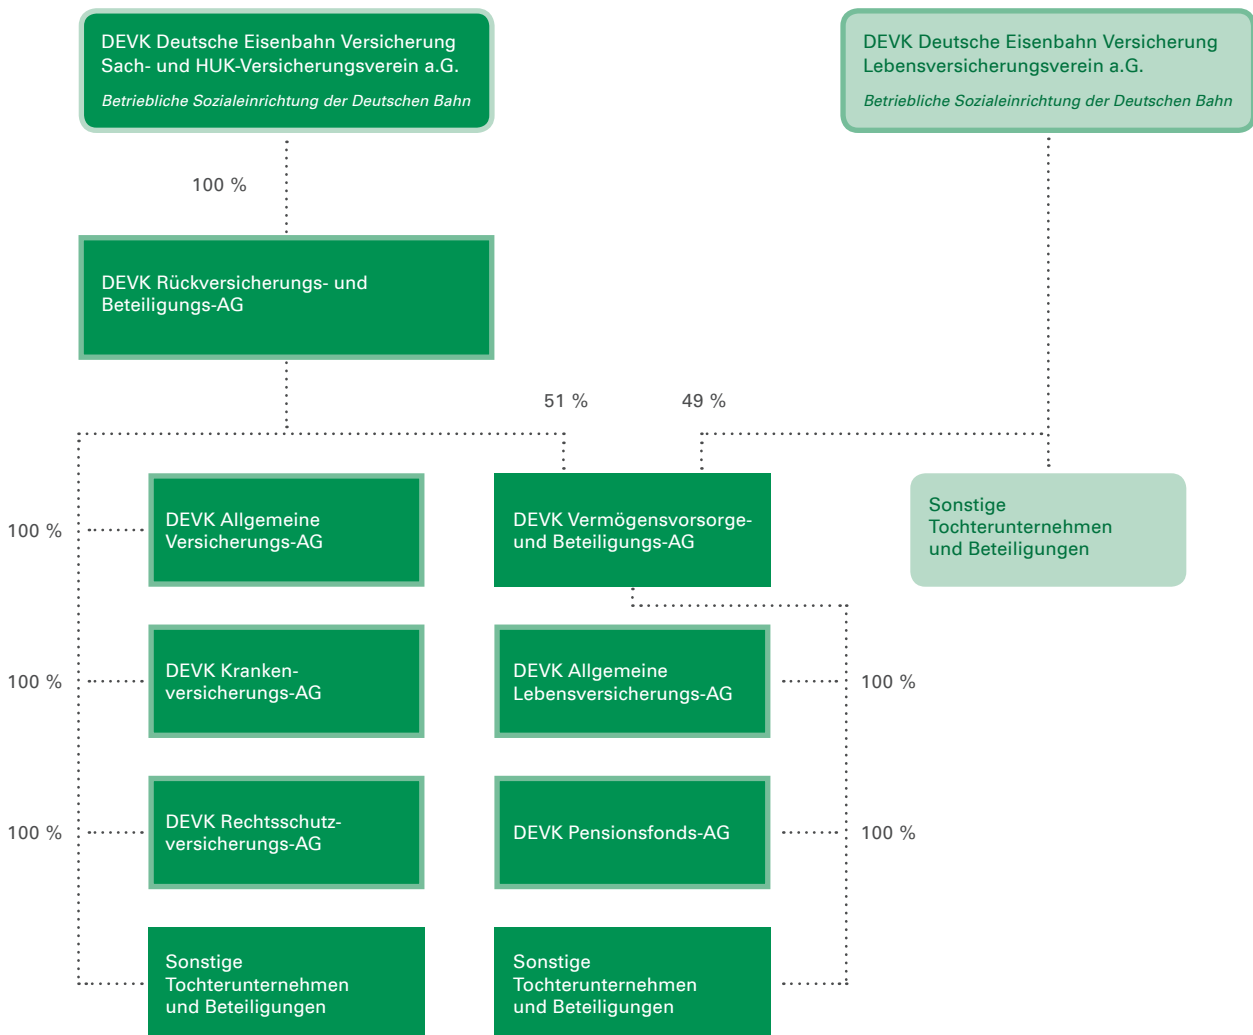 DEVK Deutsche Eisenbahn Versicherung
Sach- und HUK-Versicherungsverein a.G.
Betriebliche Sozialeinrichtung der Deutschen Bahn
DEVK Deutsche Eisenbahn Versicherung
Lebensversicherungsverein a.G.
Betriebliche Sozialeinrichtung der Deutschen Bahn
100 %
DEVK Rückversicherungs- und
Beteiligungs-AG
51 %
49 %
100 %
DEVK Allgemeine
Versicherungs-AG
DEVK Vermögensvorsorge-
und Beteiligungs-AG
Sonstige
Tochterunternehmen
und Beteiligungen
100 %
DEVK Kranken-
versicherungs-AG
DEVK Allgemeine
Lebensversicherungs-AG
100 %
100 %
DEVK Rechtsschutz-
versicherungs-AG
DEVK Pensionsfonds-AG
100 %
Sonstige
Tochterunternehmen
und Beteiligungen
Sonstige
Tochterunternehmen
und Beteiligungen